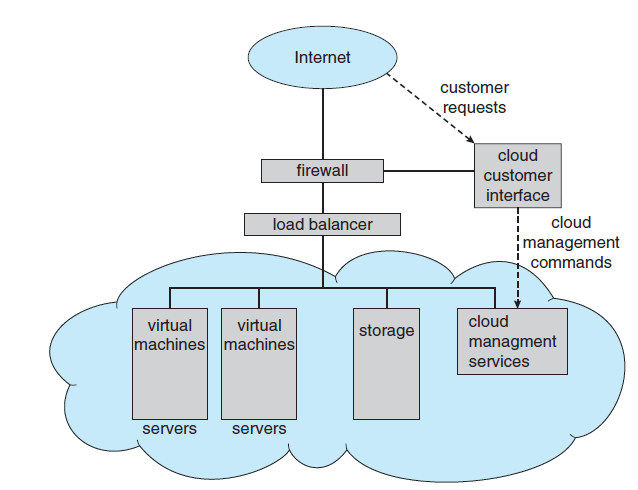 Internet
customer
requests
cloud
customer
interface
firewall
load balancer
cloud
management
commands
virtual
machines
virtual
machines
storage
cloud
managment
services
servers
servers